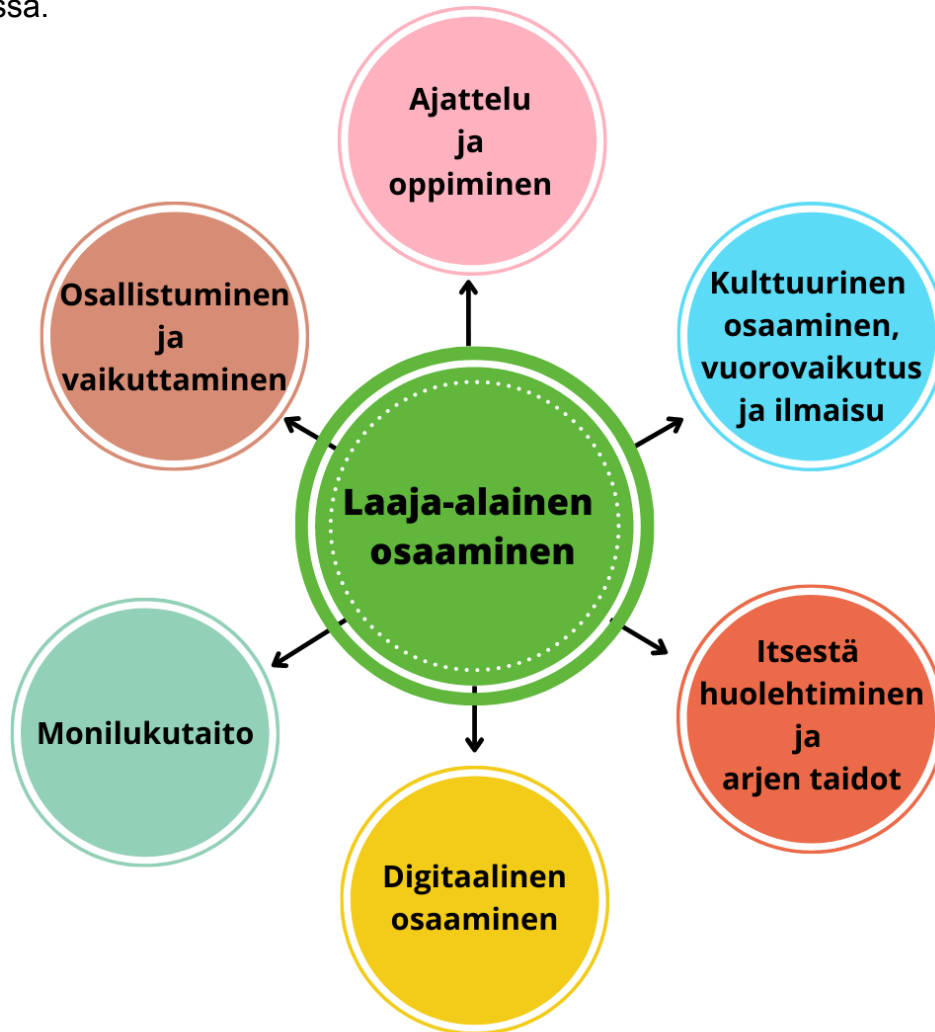 ssa.
Ajattelu
ja
oppiminen
Osallistuminen
ja
vaikuttaminen
Kulttuurinen
osaaminen,
vuorovaikutus
ja ilmaisu
Laaja-alainen
osaaminen
Monilukutaito
Itsestä
huolehtiminen
ja
arjen taidot
Digitaalinen
osaaminen